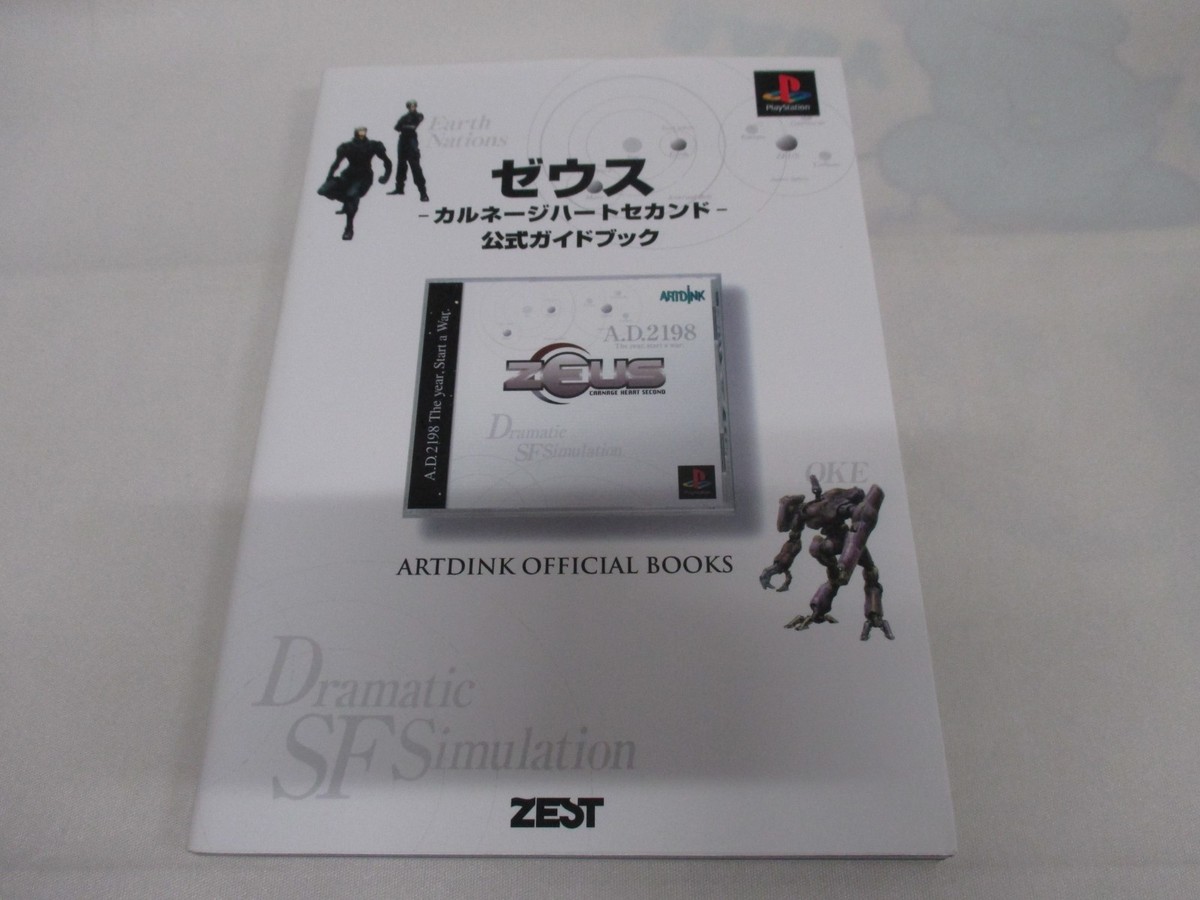 PlayStation
Earth
Nations
ゼウス
-カルネージハートセカンド-
公式ガイドブック
A.D.2198 The year, Start a War.
ARTDINK
A.D.2198
The year, Start a war.
ZEUS
CARNAGE HEART SECOND
Dramatic
SF Simulation
PlayStation
OKE
ARTDINK OFFICIAL BOOKS
Dramatic
SF Simulation
ZEST